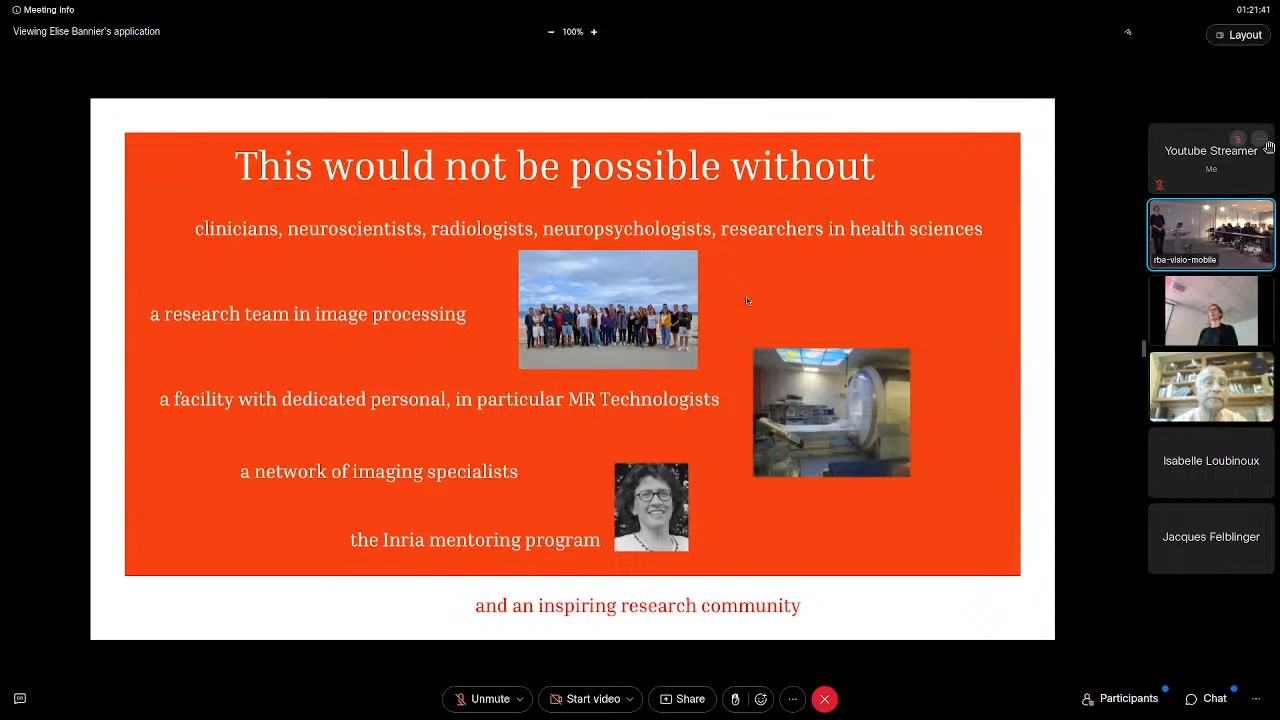 Meeting Info
01:21:41
Viewing Elise Bannier's application
100%
Layout
This would not be possible without
clinicians, neuroscientists, radiologists, neuropsychologists, researchers in health sciences
a research team in image processing
a facility with dedicated personal, in particular MR Technologists
a network of imaging specialists
the Inria mentoring program
and an inspiring research community
Youtube Streamer
Me
rba-visio-mobile
Isabelle Loubinoux
Jacques Felblinger
Unmute
Start video
Share
Participants
Chat